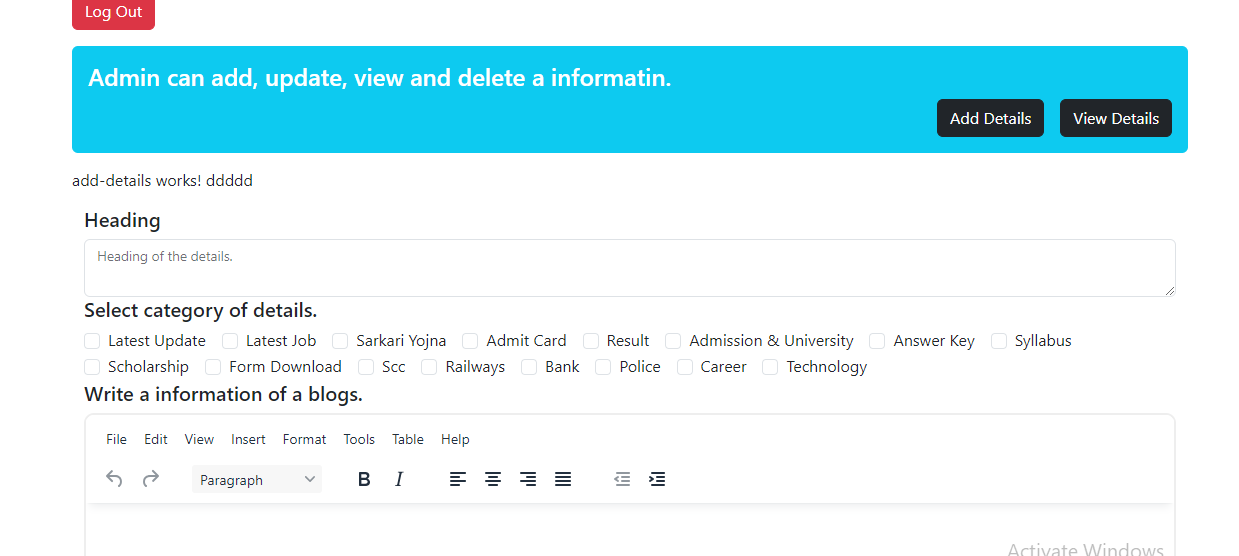 Log Out
Admin can add, update, view and delete a informatin.
Add Details View Details
add-details works! ddddd
Heading
Heading of the details.
Select category of details.
Latest Update Latest Job Sarkari Yojna Admit Card Result Admission & University Answer Key Syllabus
Scholarship Form Download Scc Railways Bank Police Career Technology
Write a information of a blogs.
File Edit View Insert Format Tools Table Help
Paragraph B I
Activate Windows